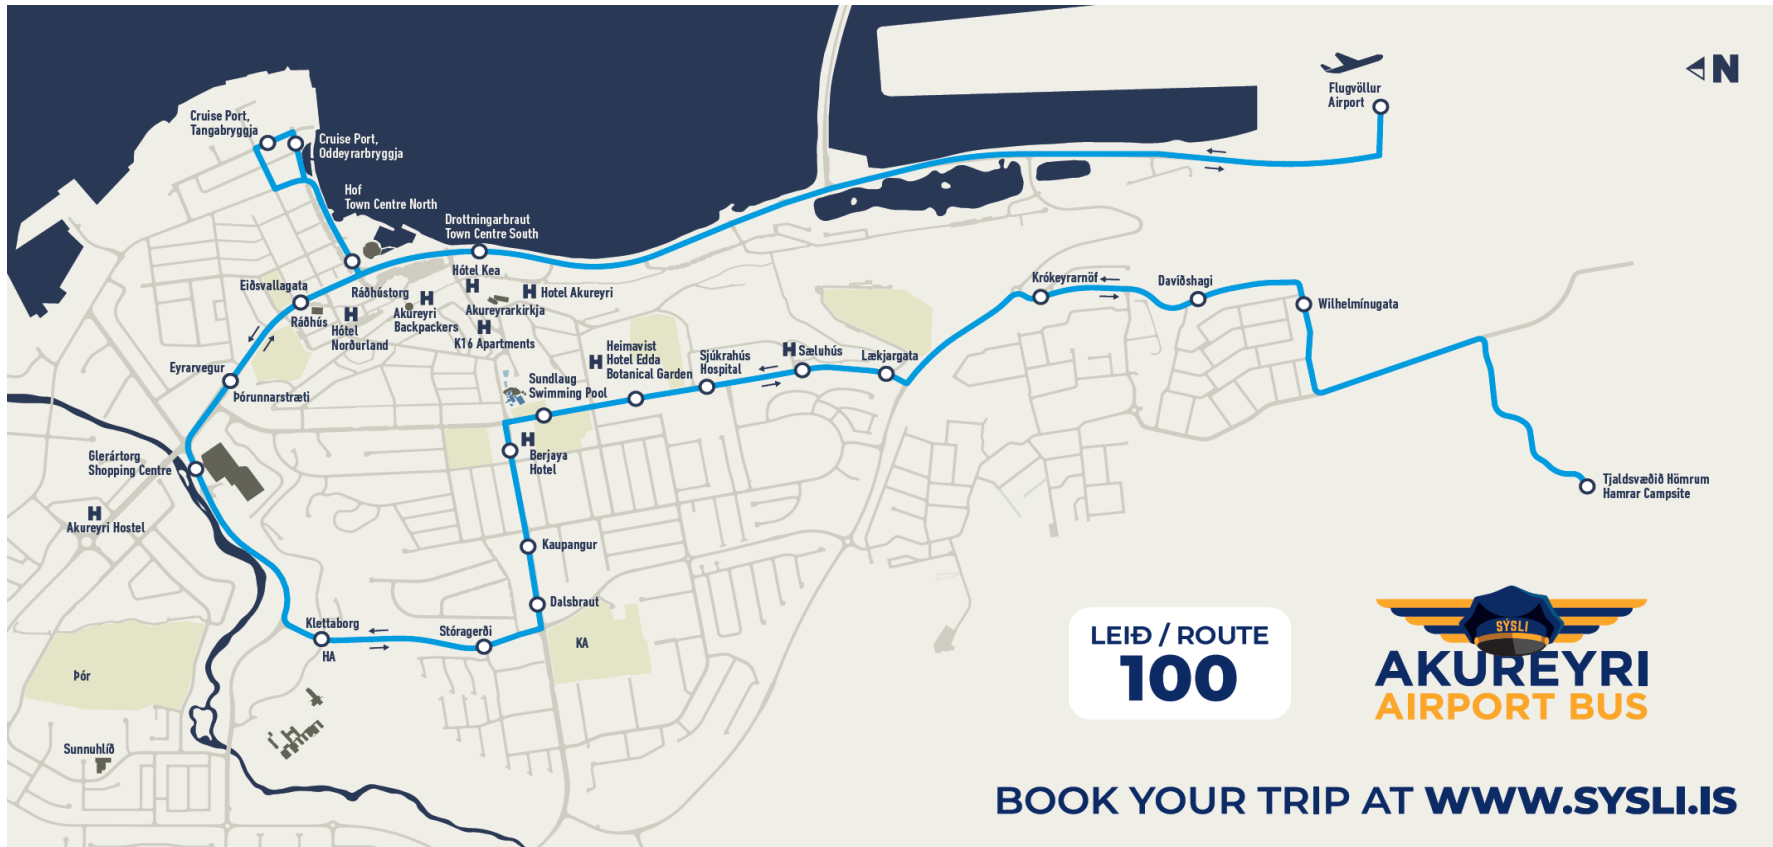 N
Flugvöllur
Airport
Cruise Port,
Tangabryggja
Cruise Port,
Oddeyrarbryggja
Hof
Town Centre North
Drottningarbraut
Town Centre South
Hótel Kea
Eiðsvallagata
Ráðhústorg
Hotel Akureyri
Akureyrarkirkja
Akureyri
Backpackers
Ráðhús
Hótel
Norðurland
K16 Apartments
Krókeyrarnöf
Davíðshagi
Wilhelmínugata
Heimavist
Hotel Edda
Botanical Garden
Sjúkrahús
Hospital
Sæluhús
Lækjargata
Eyrarvegur
Þórunnarstræti
Sundlaug
Swimming Pool
Glerártorg
Shopping Centre
Berjaya
Hotel
Tjaldsvæðið Hömrum
Hamrar Campsite
Akureyri Hostel
Kaupangur
Dalsbraut
Klettaborg
HA
Stóragerði
KA
Þór
Sunnuhlíð
H
H
H
H
H
H
H
H
H
LEIÐ / ROUTE
100
SÝSLI
AKUREYRI
AIRPORT BUS
BOOK YOUR TRIP AT WWW.SYSLI.IS